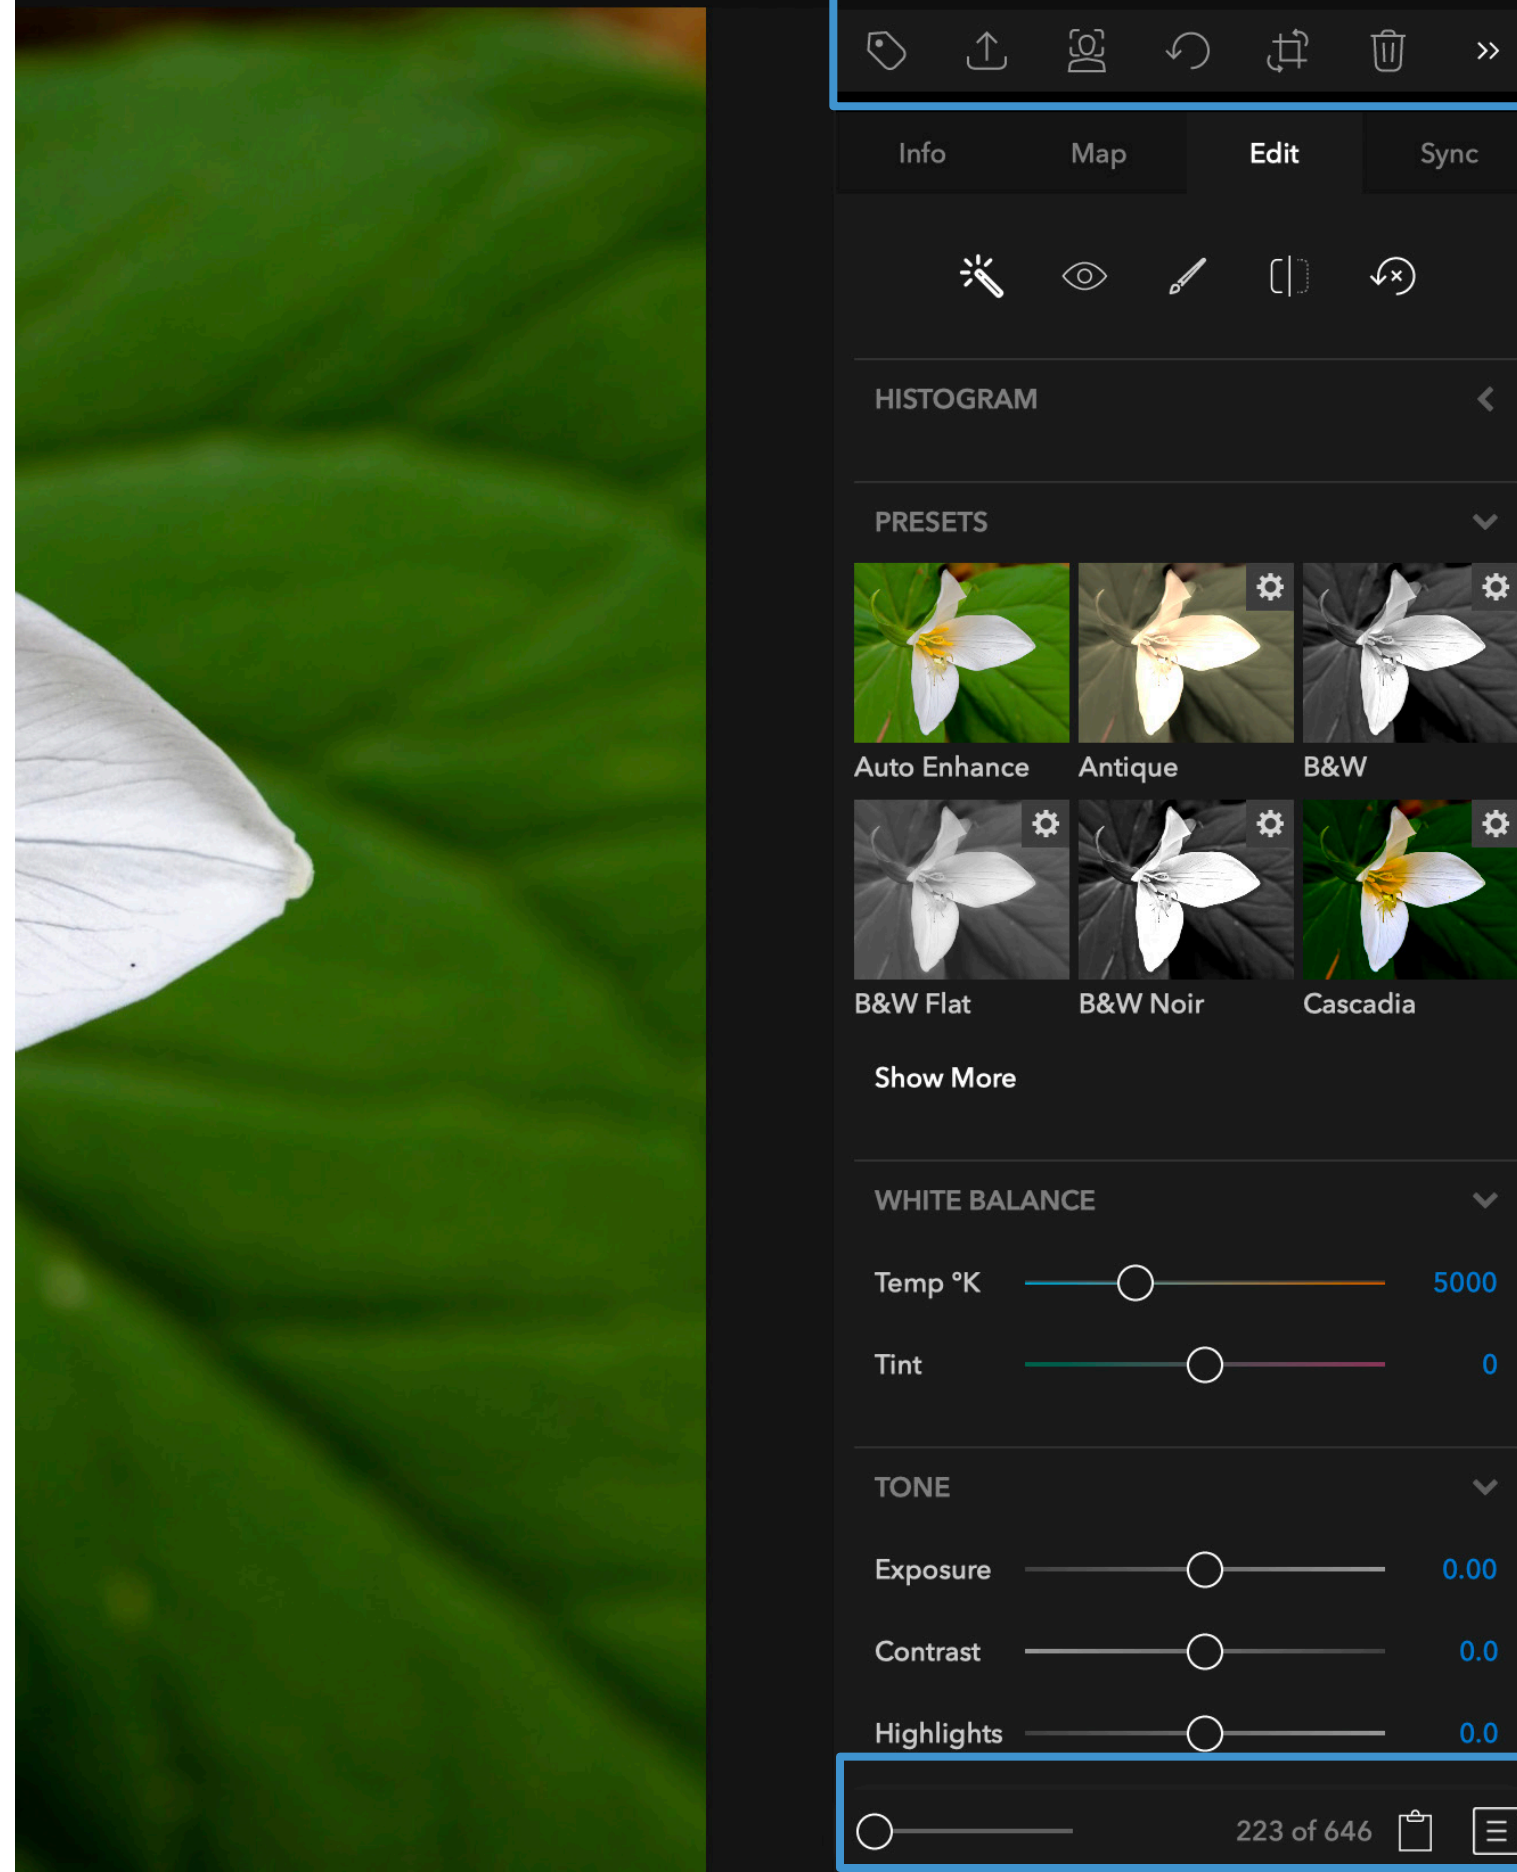 Info Map Edit Sync
HISTOGRAM
PRESETS
Auto Enhance Antique B&W
B&W Flat B&W Noir Cascadia
Show More
WHITE BALANCE
Temp °K 5000
Tint 0
TONE
Exposure 0.00
Contrast 0.0
Highlights 0.0
223 of 646